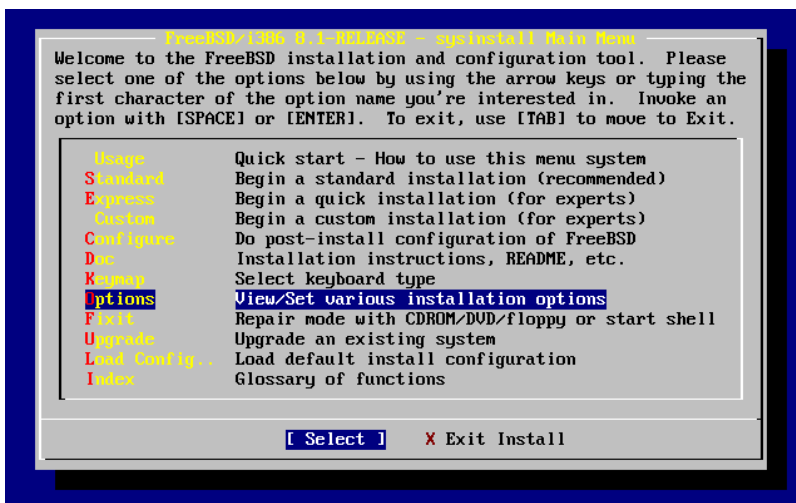 FreeBSD/i386 8.1-RELEASE - sysinstall Main Menu
Welcome to the FreeBSD installation and configuration tool.  Please
select one of the options below by using the arrow keys or typing the
first character of the option name you're interested in.  Invoke an
option with [SPACE] or [ENTER].  To exit, use [TAB] to move to Exit.
Usage Quick start - How to use this menu system
Standard Begin a standard installation (recommended)
Express Begin a quick installation (for experts)
Custom Begin a custom installation (for experts)
Configure Do post-install configuration of FreeBSD
Doc Installation instructions, README, etc.
Keymap Select keyboard type
Options View/Set various installation options
Fixit Repair mode with CDROM/DVD/floppy or start shell
Upgrade Upgrade an existing system
Load Config.. Load default install configuration
Index Glossary of functions
[ Select ] X Exit Install